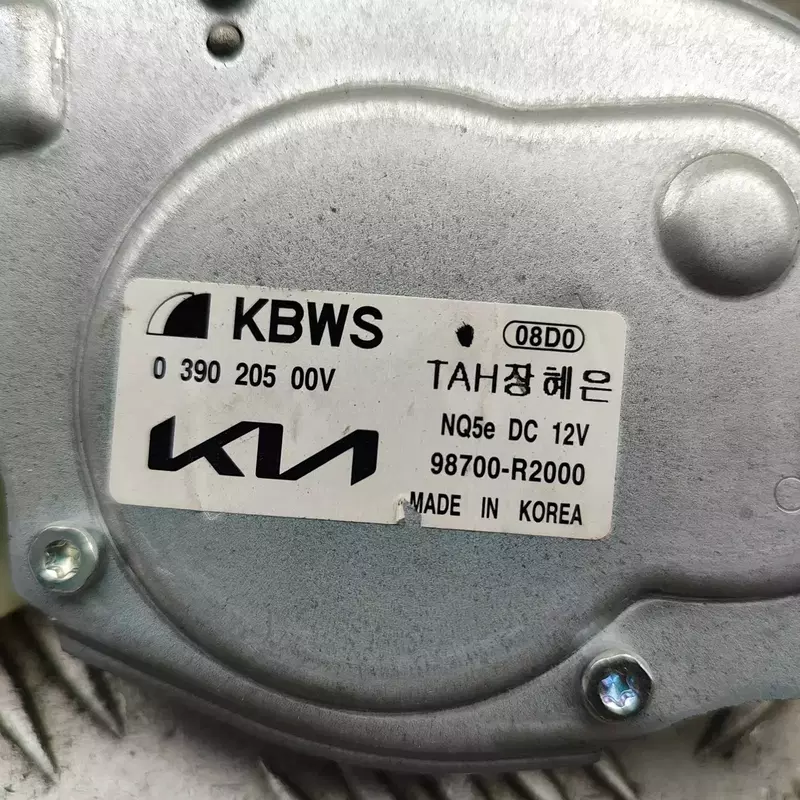 KBWS 08D0
0 390 205 00V TAH장혜은
KIA NQ5e DC 12V
98700-R2000
MADE IN KOREA